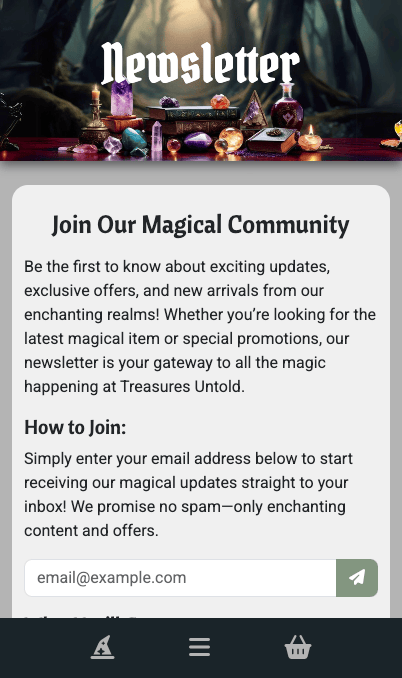 Newsletter
Join Our Magical Community
Be the first to know about exciting updates,
exclusive offers, and new arrivals from our
enchanting realms! Whether you’re looking for the
latest magical item or special promotions, our
newsletter is your gateway to all the magic
happening at Treasures Untold.
How to Join:
Simply enter your email address below to start
receiving our magical updates straight to your
inbox! We promise no spam—only enchanting
content and offers.
email@example.com